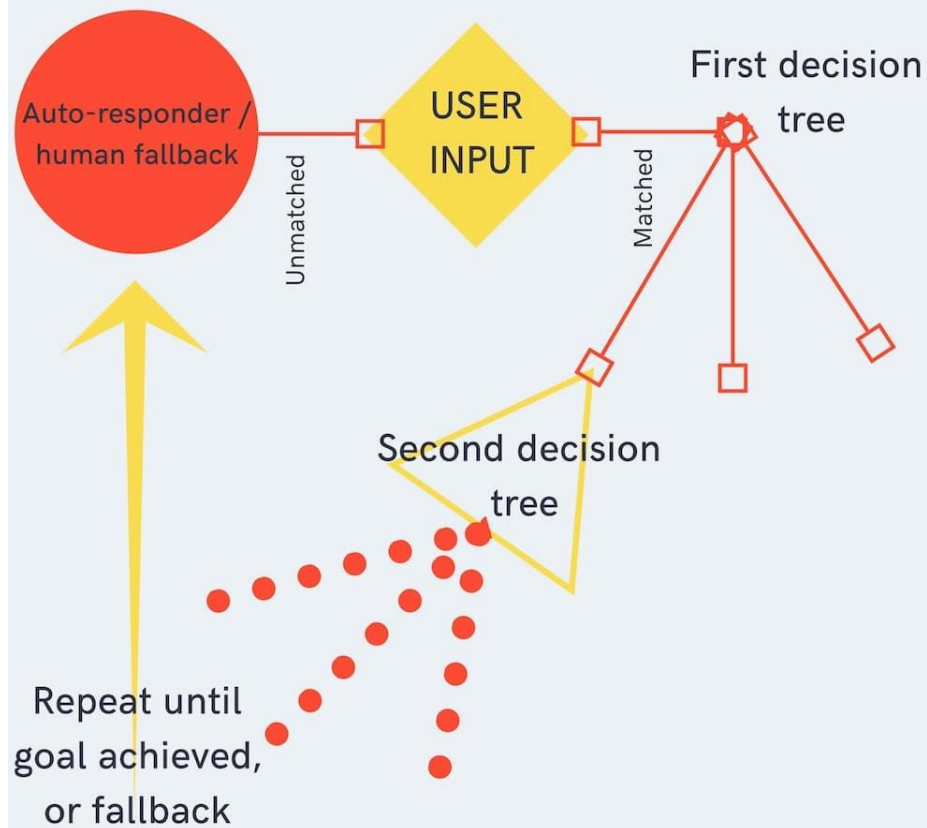 Auto-responder /
human fallback
Unmatched
USER
INPUT
Matched
First decision
tree
Second decision
tree
Repeat until
goal achieved,
or fallback